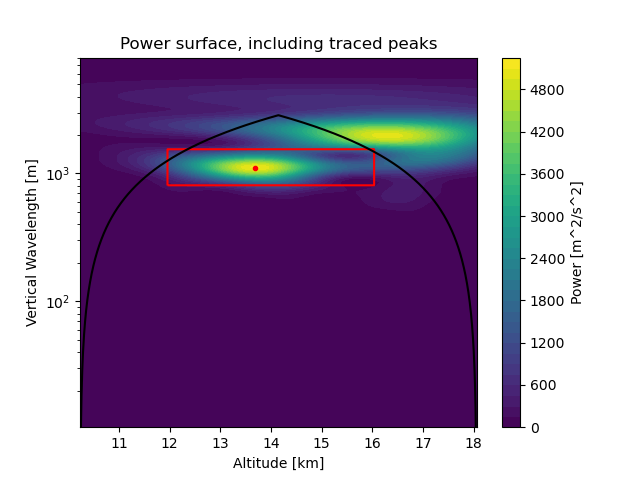 Power surface, including traced peaks
Vertical Wavelength [m]
10^3
10^2
11 12 13 14 15 16 17 18
Altitude [km]
4800
4200
3600
3000
2400
1800
1200
600
0
Power [m^2/s^2]